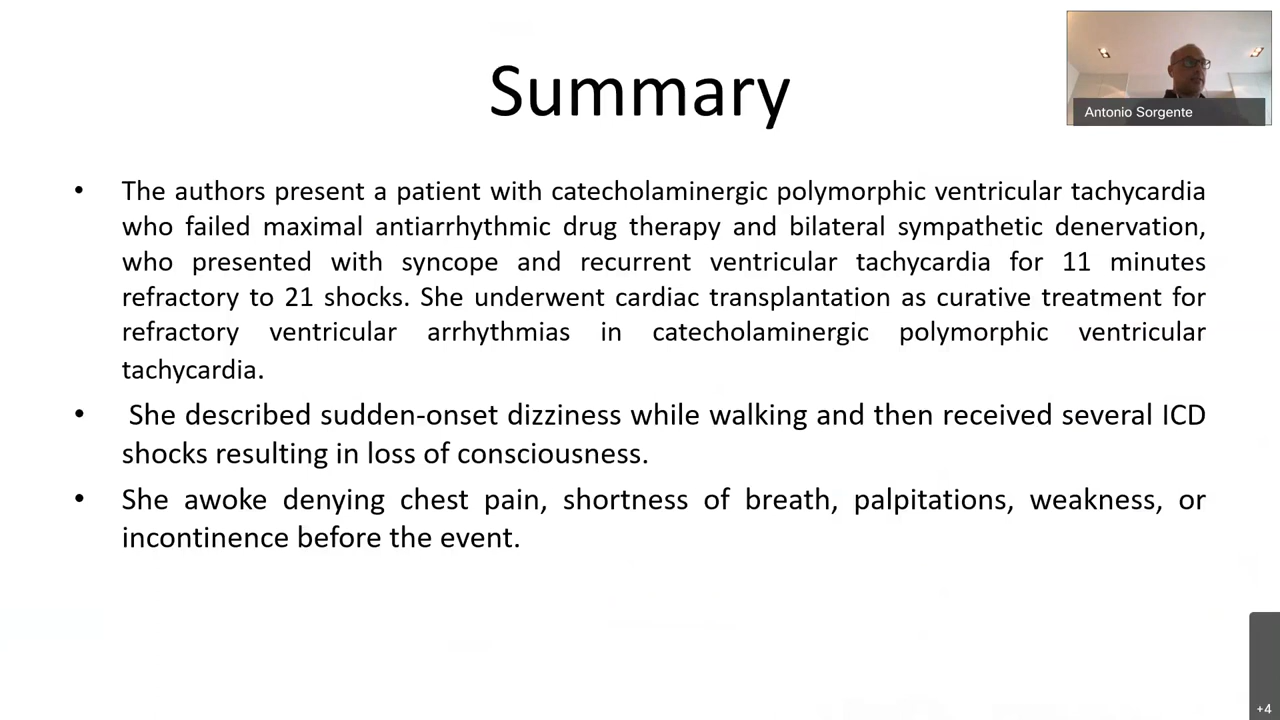 Summary
Antonio Sorgente
• The authors present a patient with catecholaminergic polymorphic ventricular tachycardia
who failed maximal antiarrhythmic drug therapy and bilateral sympathetic denervation,
who presented with syncope and recurrent ventricular tachycardia for 11 minutes
refractory to 21 shocks. She underwent cardiac transplantation as curative treatment for
refractory ventricular arrhythmias in catecholaminergic polymorphic ventricular
tachycardia.
• She described sudden-onset dizziness while walking and then received several ICD
shocks resulting in loss of consciousness.
• She awoke denying chest pain, shortness of breath, palpitations, weakness, or
incontinence before the event.
+4